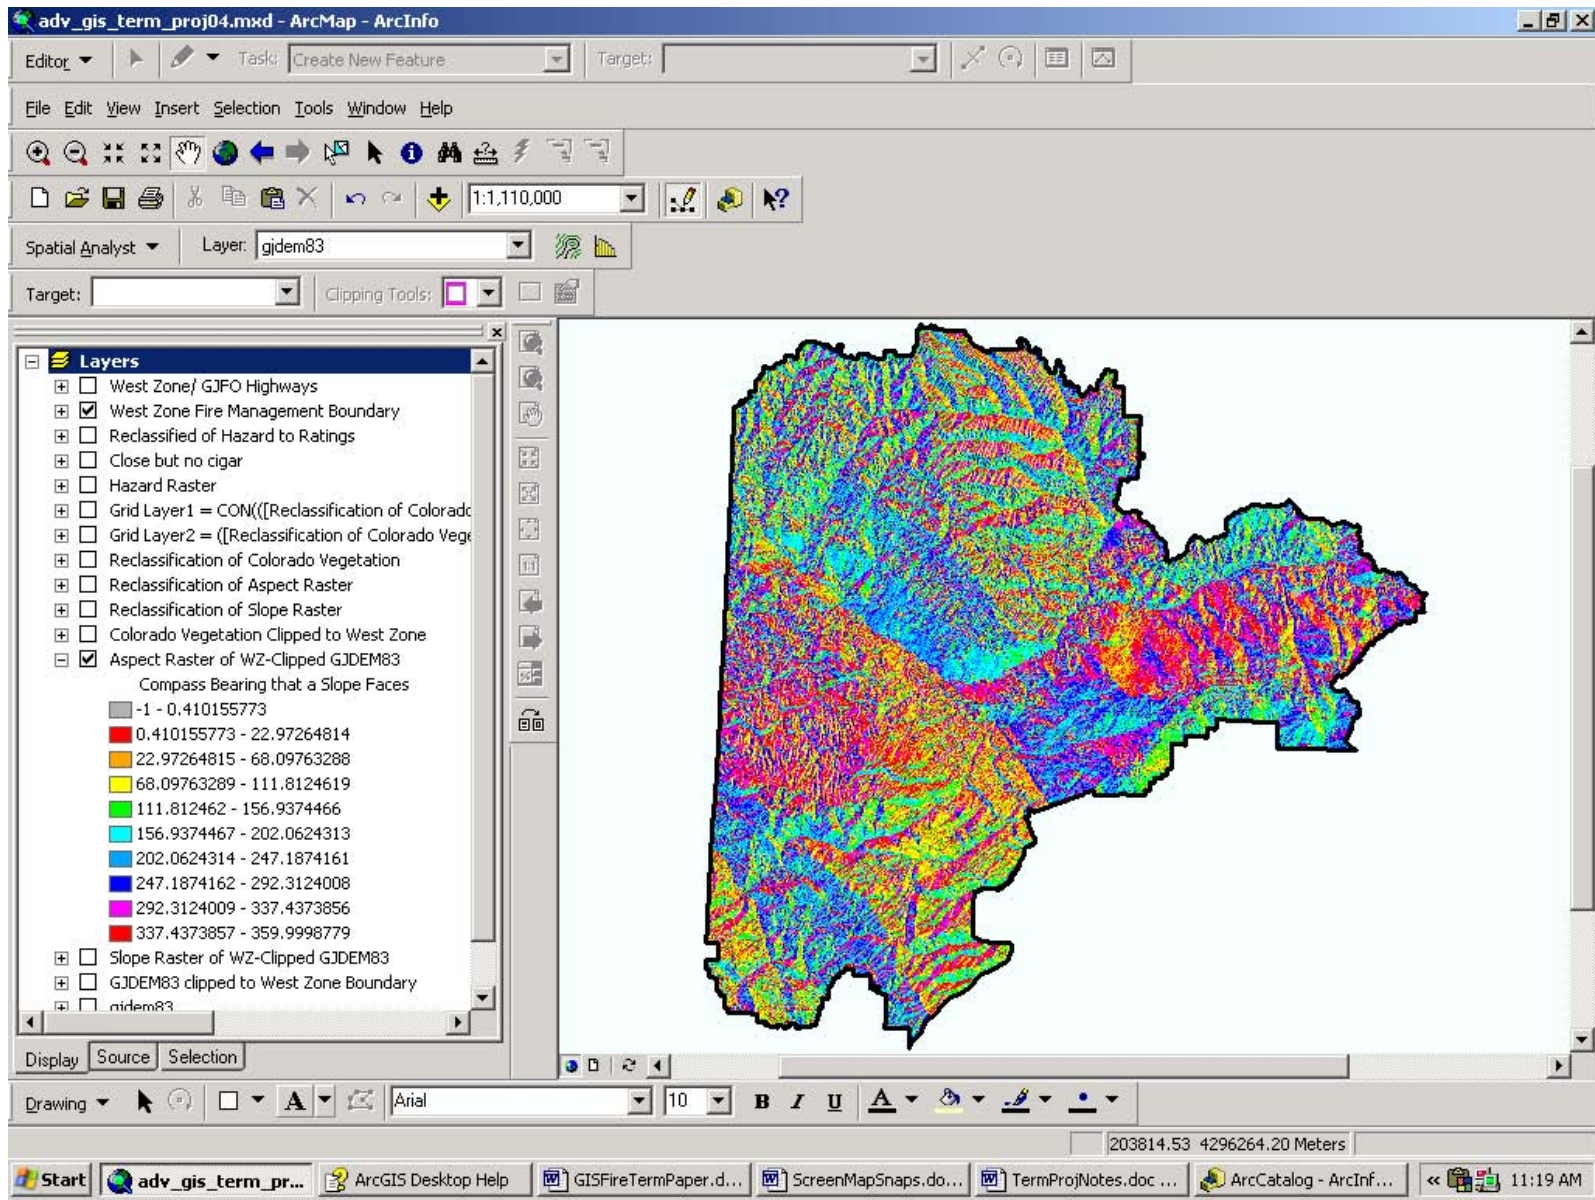 adv_gis_term_proj04.mxd - ArcMap - ArcInfo
Editor Task: Create New Feature Target:
File Edit View Insert Selection Tools Window Help
1:1,110,000
Spatial Analyst Layer: gjdem83
Target: Clipping Tools:
Layers
West Zone/ GJFO Highways
West Zone Fire Management Boundary
Reclassified of Hazard to Ratings
Close but no cigar
Hazard Raster
Grid Layer1 = CON(([Reclassification of Colorado
Grid Layer2 = ([Reclassification of Colorado Vege
Reclassification of Colorado Vegetation
Reclassification of Aspect Raster
Reclassification of Slope Raster
Colorado Vegetation Clipped to West Zone
Aspect Raster of WZ-Clipped GJDEM83
Compass Bearing that a Slope Faces
-1 - 0.410155773
0.410155773 - 22.97264814
22.97264815 - 68.09763288
68.09763289 - 111.8124619
111.812462 - 156.9374466
156.9374467 - 202.0624313
202.0624314 - 247.1874161
247.1874162 - 292.3124008
292.3124009 - 337.4373856
337.4373857 - 359.9998779
Slope Raster of WZ-Clipped GJDEM83
GJDEM83 clipped to West Zone Boundary
gjdem83
Display Source Selection
Drawing A Arial 10 B I U A
203814.53 4296264.20 Meters
Start adv_gis_term_pr... ArcGIS Desktop Help GISFireTermPaper.d... ScreenMapSnaps.do... TermProjNotes.doc ... ArcCatalog - ArcInf... « 11:19 AM